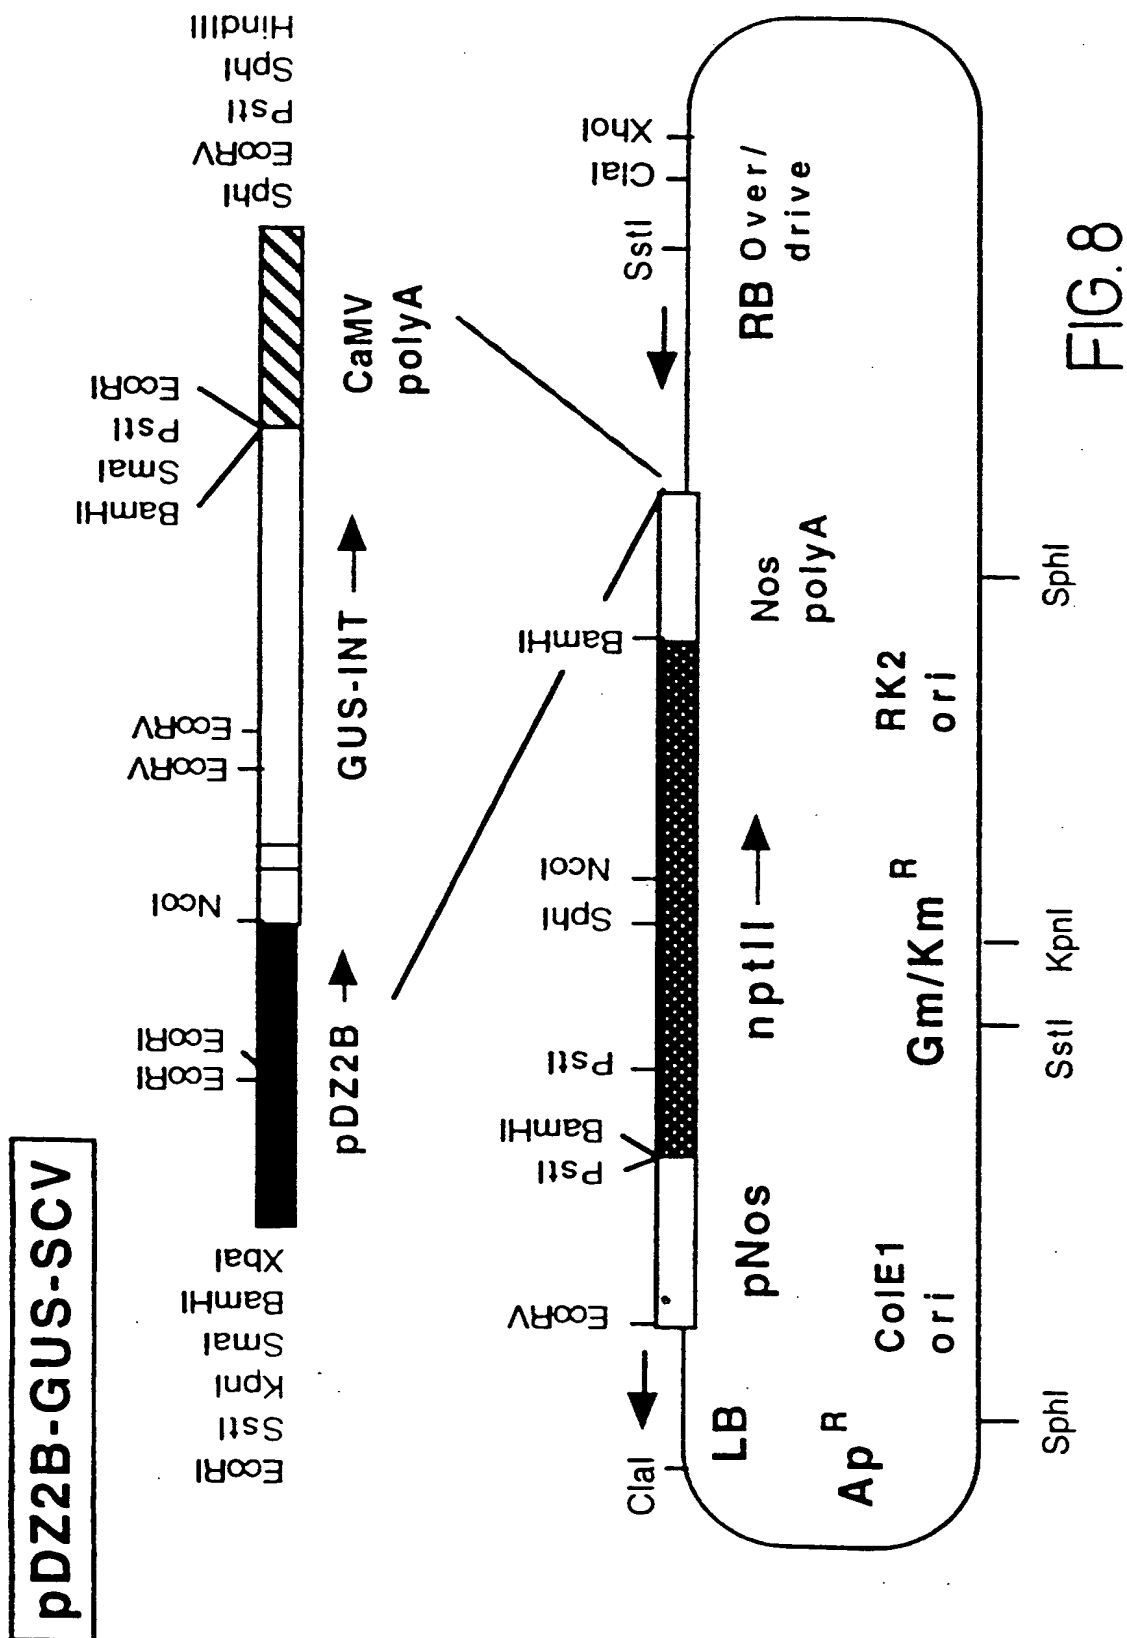 pDZ2B-GUS-SCV
EcoRI
SstI
KpnI
SmaI
BamHI
XbaI
EcoRI
EcoRI
NcoI
EcoRV
EcoRV
BamHI
SmaI
PstI
EcoRI
SphI
EcoRV
PstI
SphI
HindIII
pDZ2B
GUS-INT
CaMV
polyA
ClaI
EcoRV
PstI
BamHI
PstI
SphI
NcoI
BamHI
SstI
ClaI
XhoI
LB
pNos
nptII
Nos
polyA
RB Over/
drive
Ap R
ColE1
ori
Gm/Km R
RK2
ori
SphI
SstI
KpnI
SphI
FIG. 8